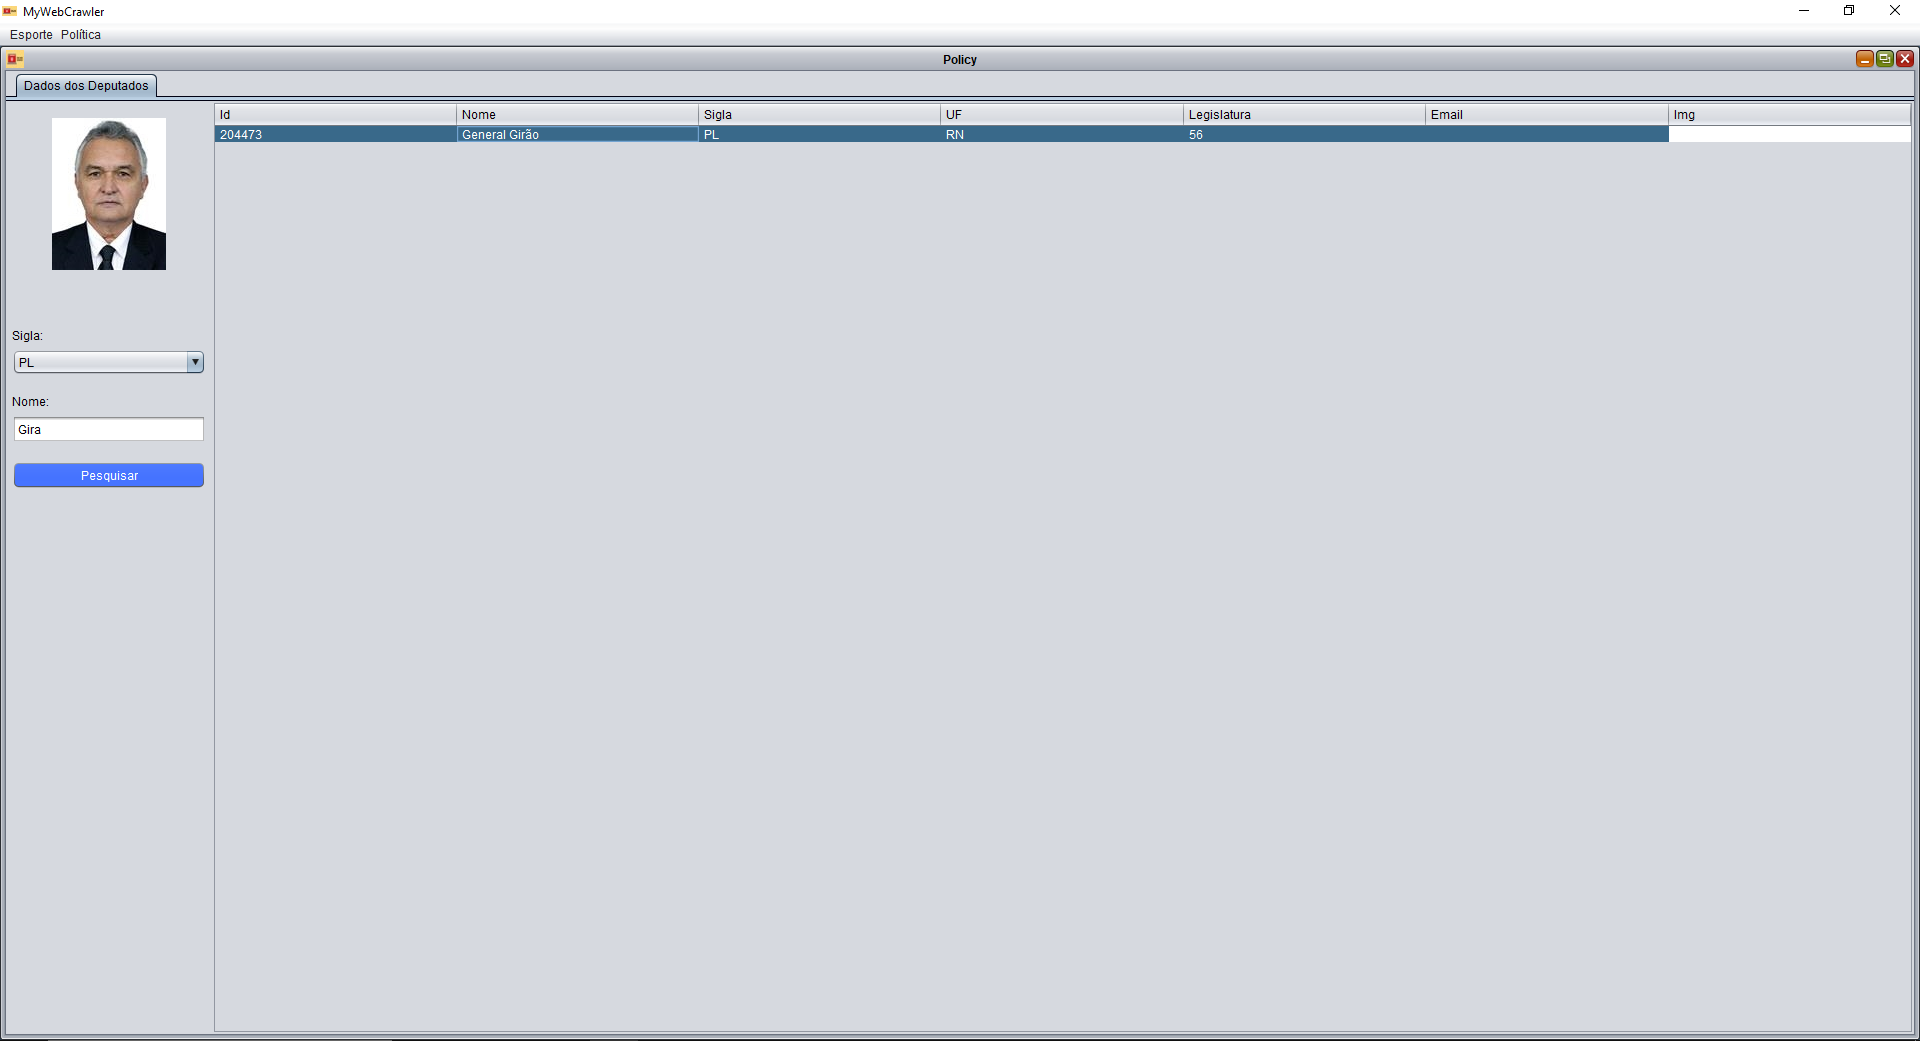 MyWebCrawler
Esporte Política
Policy
Dados dos Deputados
Id Nome Sigla UF Legislatura Email Img
204473 General Girão PL RN 56
Sigla:
PL
Nome:
Gira
Pesquisar